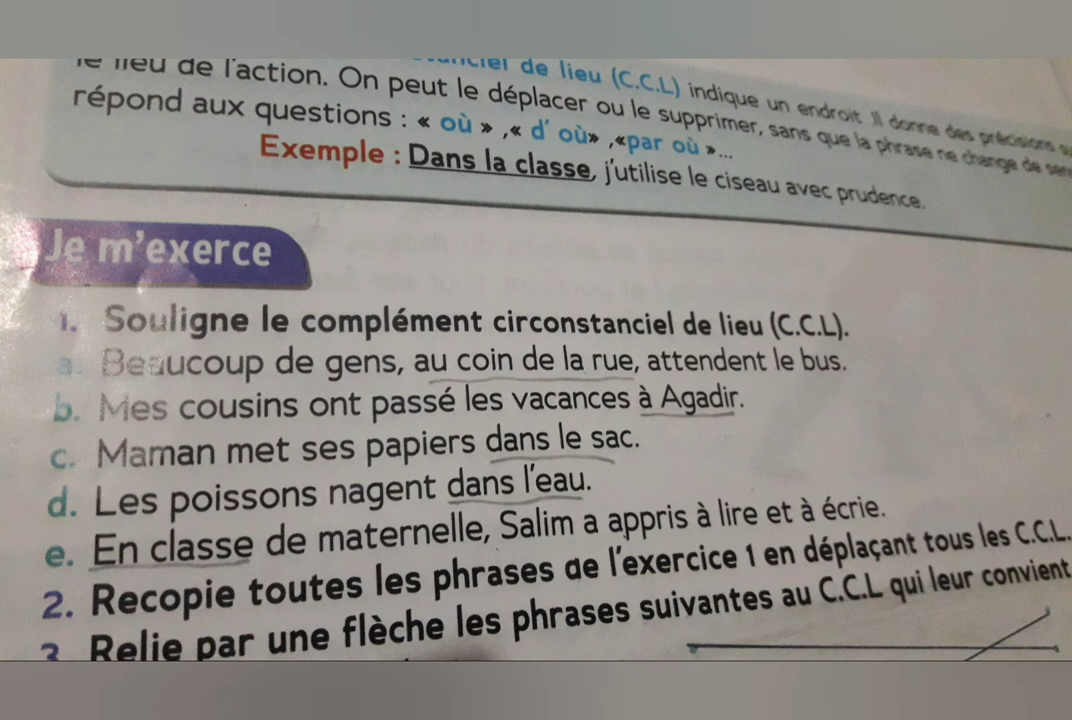 de lieu (C.C.L) indique un endroit. Il donne des précisions
le lieu de l'action. On peut le déplacer ou le supprimer, sans que la phrase ne change de sens
répond aux questions : « où » ,« d' où» ,«par où »...
Exemple : Dans la classe, j'utilise le ciseau avec prudence.
Je m'exerce
1. Souligne le complément circonstanciel de lieu (C.C.L).
a. Beaucoup de gens, au coin de la rue, attendent le bus.
b. Mes cousins ont passé les vacances à Agadir.
c. Maman met ses papiers dans le sac.
d. Les poissons nagent dans l'eau.
e. En classe de maternelle, Salim a appris à lire et à écrie.
2. Recopie toutes les phrases de l'exercice 1 en déplaçant tous les C.C.L.
3 Relie par une flèche les phrases suivantes au C.C.L qui leur convient